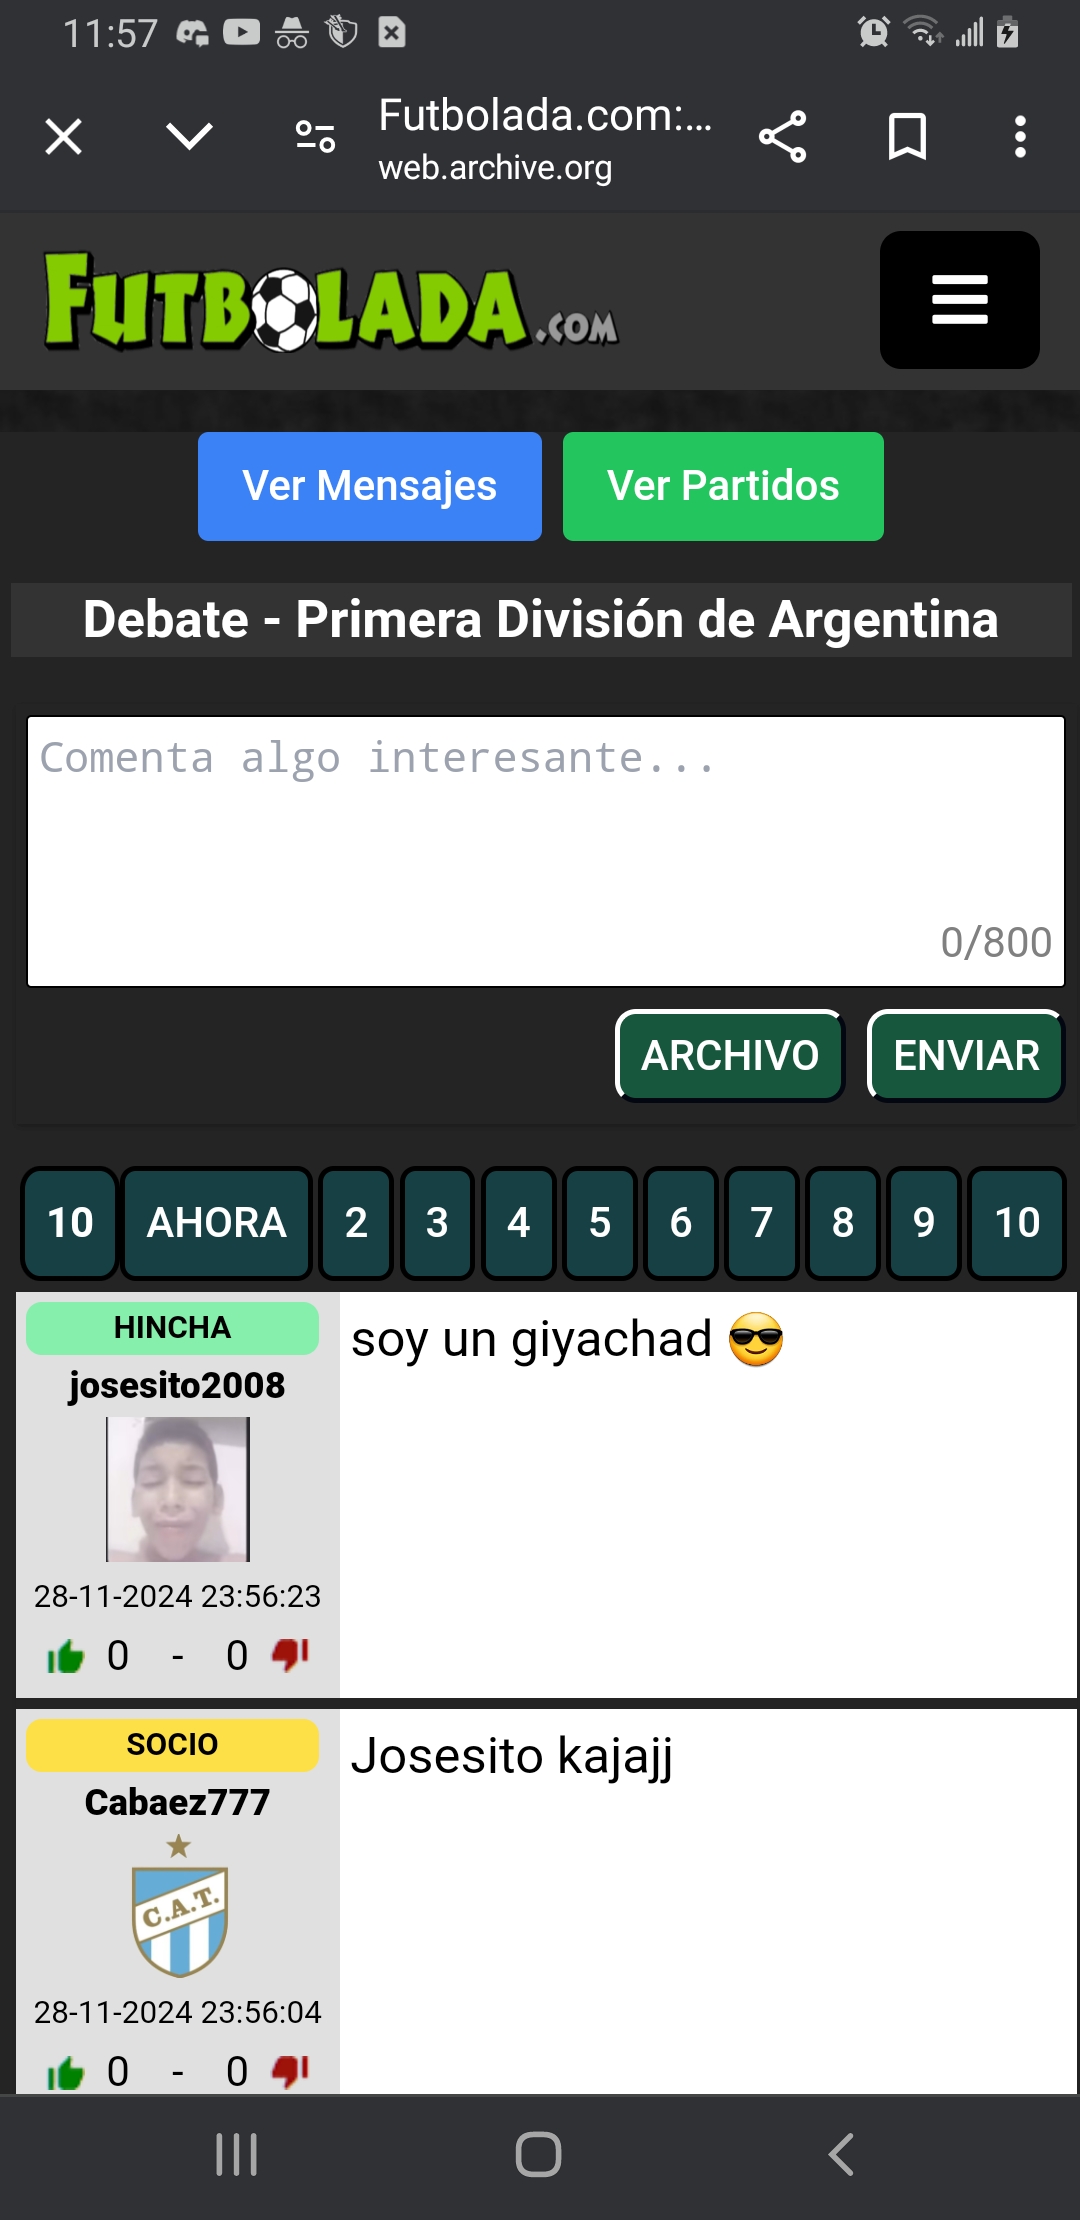 11:57
Futbolada.com:...
web.archive.org
FUTBOLADA.COM
Ver Mensajes
Ver Partidos
Debate - Primera División de Argentina
Comenta algo interesante...
0/800
ARCHIVO
ENVIAR
10 AHORA 2 3 4 5 6 7 8 9 10
HINCHA
josesito2008
28-11-2024 23:56:23
0 - 0
soy un giyachad 😎
SOCIO
Cabaez777
C.A.T.
28-11-2024 23:56:04
0 - 0
Josesito kajajj